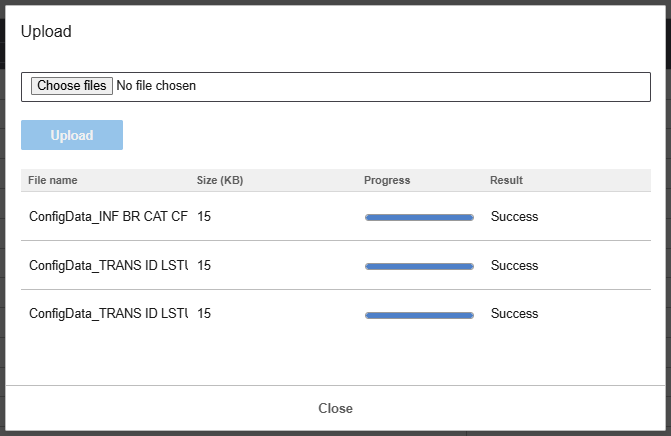 Upload
Choose files No file chosen
Upload
File name Size (KB) Progress Result
ConfigData_INF BR CAT CF 15 Success
ConfigData_TRANS ID LSTU 15 Success
ConfigData_TRANS ID LSTU 15 Success
Close